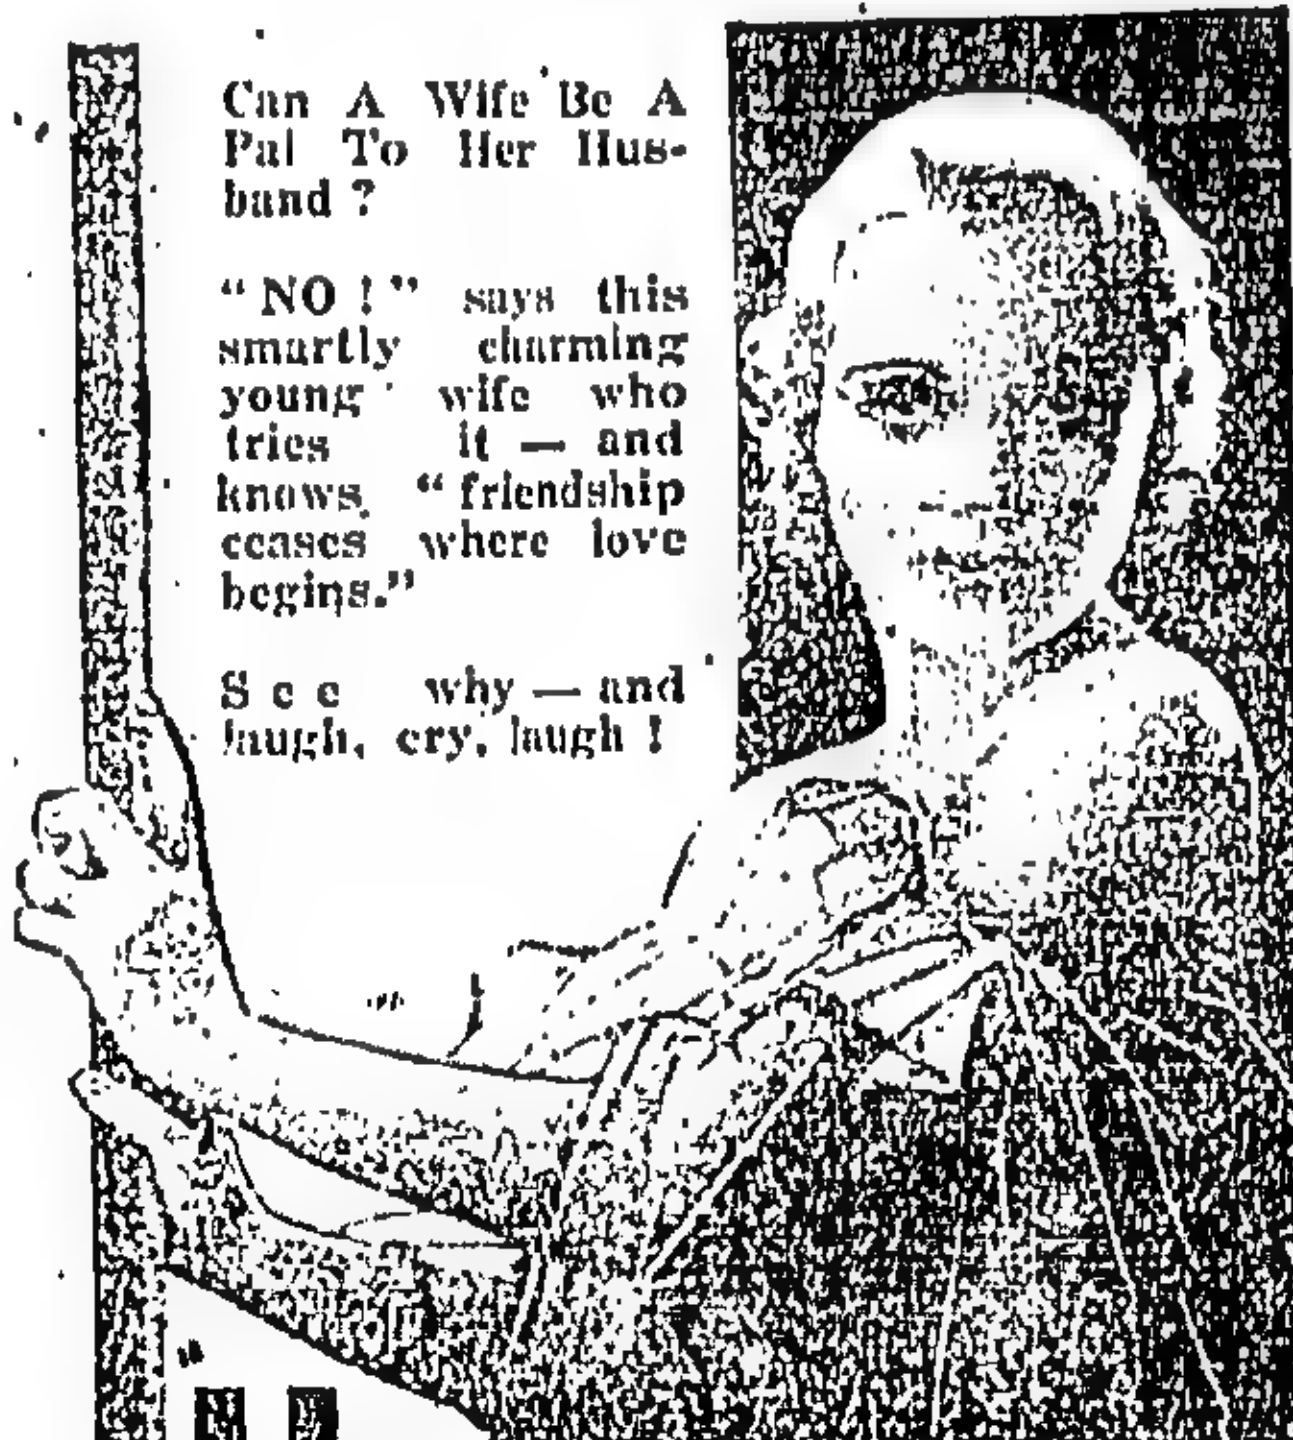 Can A Wife Be A
Pal To Her Hus-
band ?
"NO !" says this
smartly charming
young wife who
tries it — and
knows "friendship
ceases where love
begins."
See why — and
laugh, cry, laugh !